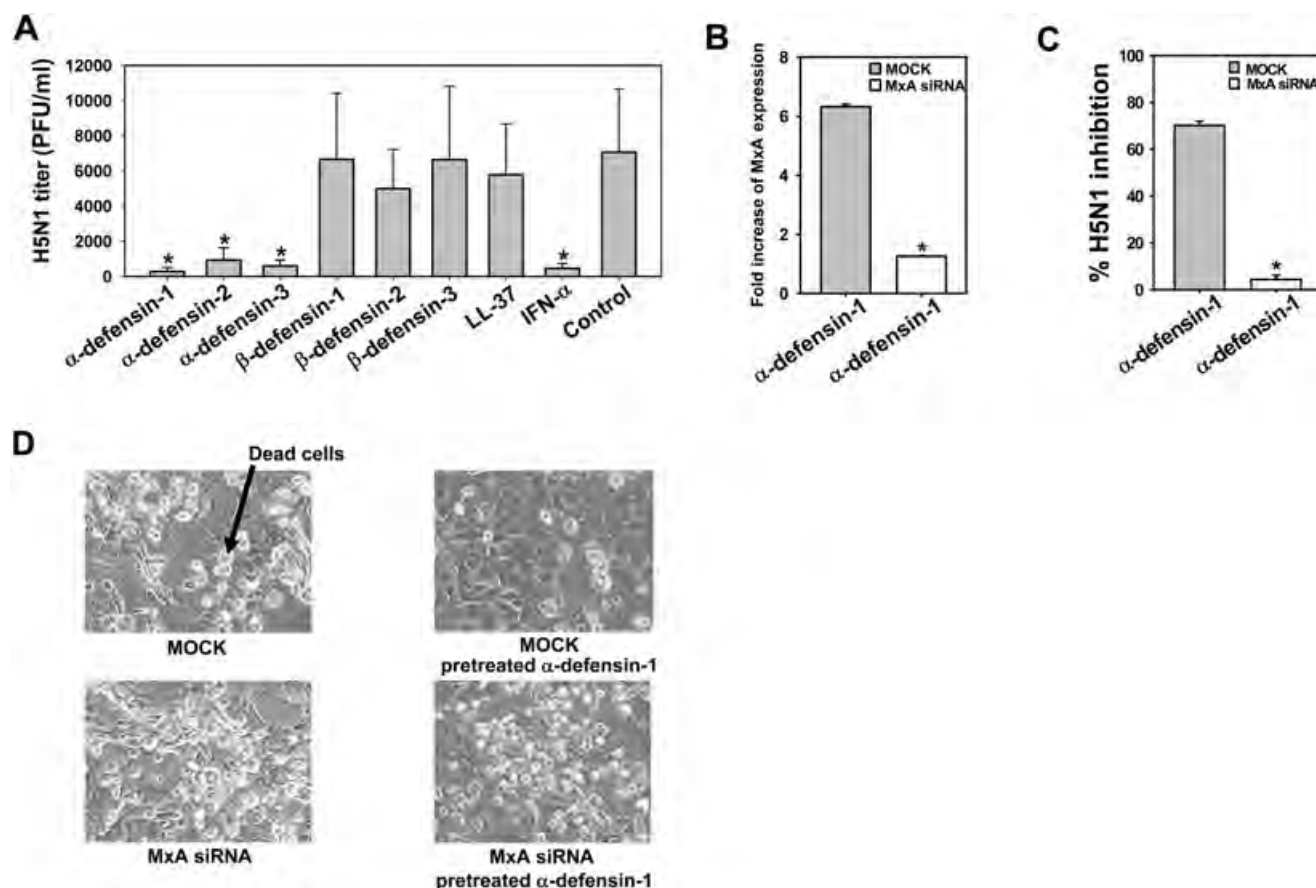 A
H5N1 titer (PFU/ml)
12000
10000
8000
6000
4000
2000
0
*
*
*
*
α-defensin-1
α-defensin-2
α-defensin-3
β-defensin-1
β-defensin-2
β-defensin-3
LL-37
IFN-α
Control
B
Fold increase of MxA expression
8
6
4
2
0
MOCK
MxA siRNA
*
α-defensin-1
α-defensin-1
C
% H5N1 inhibition
100
80
60
40
20
0
MOCK
MxA siRNA
*
α-defensin-1
α-defensin-1
D
Dead cells
MOCK
MOCK
pretreated α-defensin-1
MxA siRNA
MxA siRNA
pretreated α-defensin-1